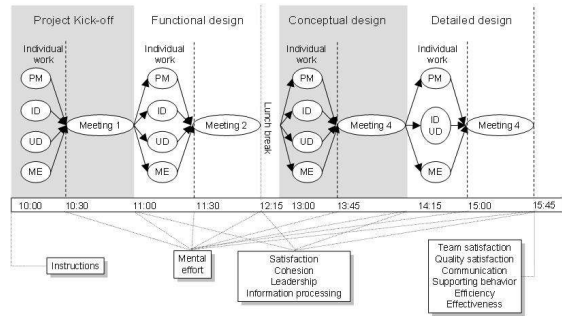 Project Kick-off
Functional design
Conceptual design
Detailed design
Individual
work
Individual
work
Individual
work
Individual
work
PM
ID
UD
ME
Meeting 1
PM
ID
UD
ME
Meeting 2
Lunch break
PM
ID
UD
ME
Meeting 4
PM
ID
UD
ME
Meeting 4
10:00 10:30 11:00 11:30 12:15 13:00 13:45 14:15 15:00 15:45
Instructions
Mental
effort
Satisfaction
Cohesion
Leadership
Information processing
Team satisfaction
Quality satisfaction
Communication
Supporting behavior
Efficiency
Effectiveness